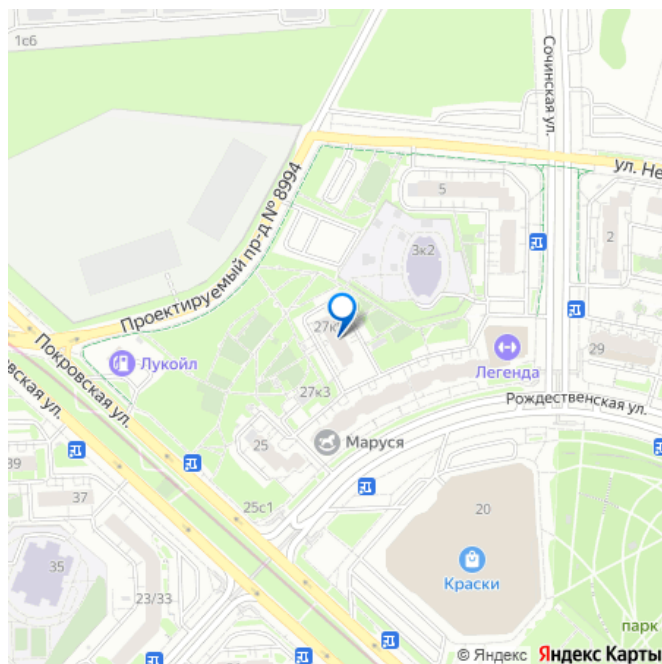 1с6
Сочинская ул.
ул. Не
Проектируемый пр-д № 8994
5
3к2
2
27к
Покровская ул.
Лукойл
вская ул.
Легенда
29
27к3
Рождественская ул.
25
Маруся
39
37
25с1
20
35
Краски
23/33
парк
© Яндекс Яндекс Карты